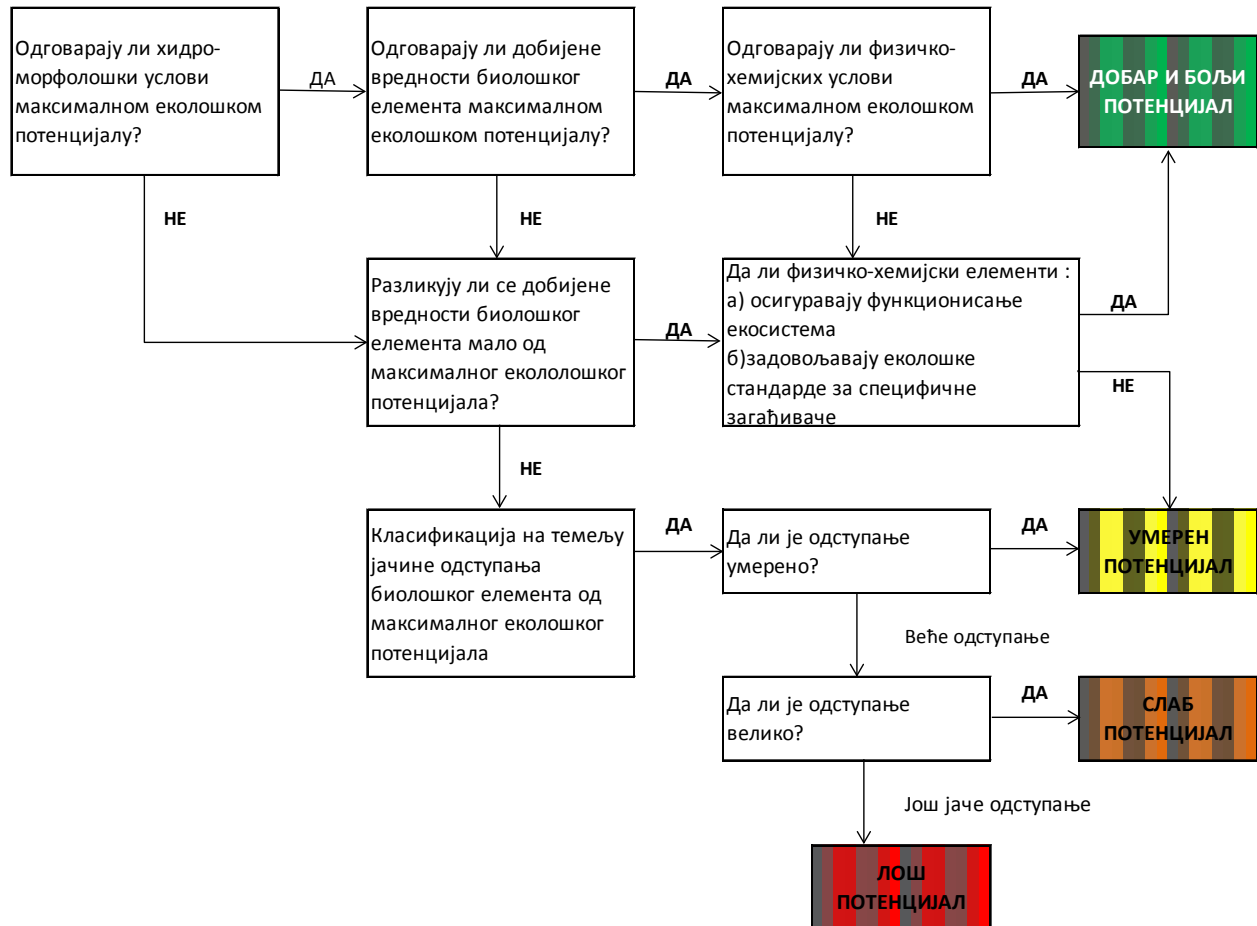 Одговарају ли хидро-
морфолошки услови
максималном еколошком
потенцијалу?
ДА
Одговарају ли добијене
вредности биолошког
елемента максималном
еколошком потенцијалу?
ДА
Одговарају ли физичко-
хемијских услови
максималном еколошком
потенцијалу?
ДА
ДОБАР И БОЉИ
ПОТЕНЦИЈАЛ
НЕ
НЕ
НЕ
Разликују ли се добијене
вредности биолошког
елемента мало од
максималног екололошког
потенцијала?
ДА
Да ли физичко-хемијски елементи :
а) осигуравају функционисање
екосистема
б)задовољавају еколошке
стандарде за специфичне
загађиваче
ДА
НЕ
НЕ
Класификација на темељу
јачине одступања
биолошког елемента од
максималног еколошког
потенцијала
ДА
Да ли је одступање
умерено?
ДА
УМЕРЕН
ПОТЕНЦИЈАЛ
Веће одступање
Да ли је одступање
велико?
ДА
СЛАБ
ПОТЕНЦИЈАЛ
Још јаче одступање
ЛОШ
ПОТЕНЦИЈАЛ